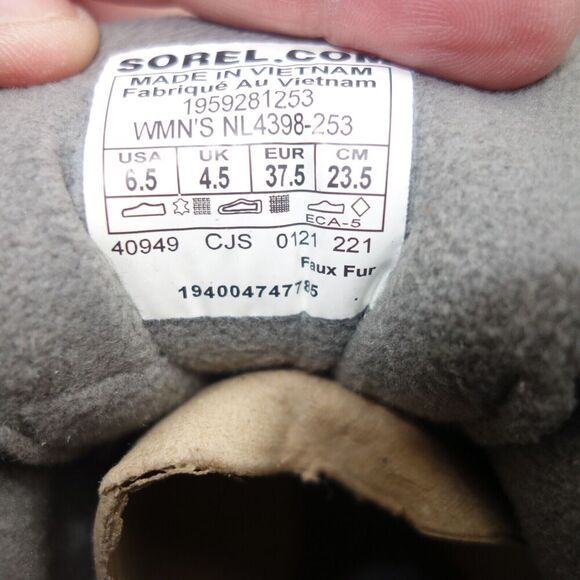 SOREL.COM
MADE IN VIETNAM
Fabriqué Au Vietnam
1959281253
WMN'S NL4398-253
USA UK EUR CM
6.5 4.5 37.5 23.5
ECA-5
40949 CJS 0121 221
Faux Fur
194004747785